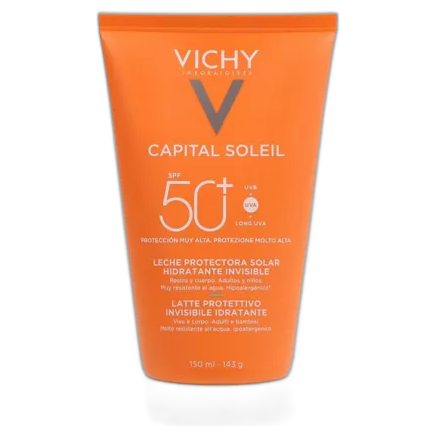 VICHY
LABORATOIRES
CAPITAL SOLEIL
SPF
50+
UVB
+
UVA
+
LONG UVA
PROTECCIÓN MUY ALTA. PROTEZIONE MOLTO ALTA.
LECHE PROTECTORA SOLAR
HIDRATANTE INVISIBLE
Rostro y cuerpo. Adultos y niños.
Muy resistente al agua. Hipoalergénico*.
LATTE PROTETTIVO
INVISIBILE IDRATANTE
Viso e corpo. Adulti e bambini.
Molto resistente all'acqua. Ipoallergenico*.
150 ml - 143 g